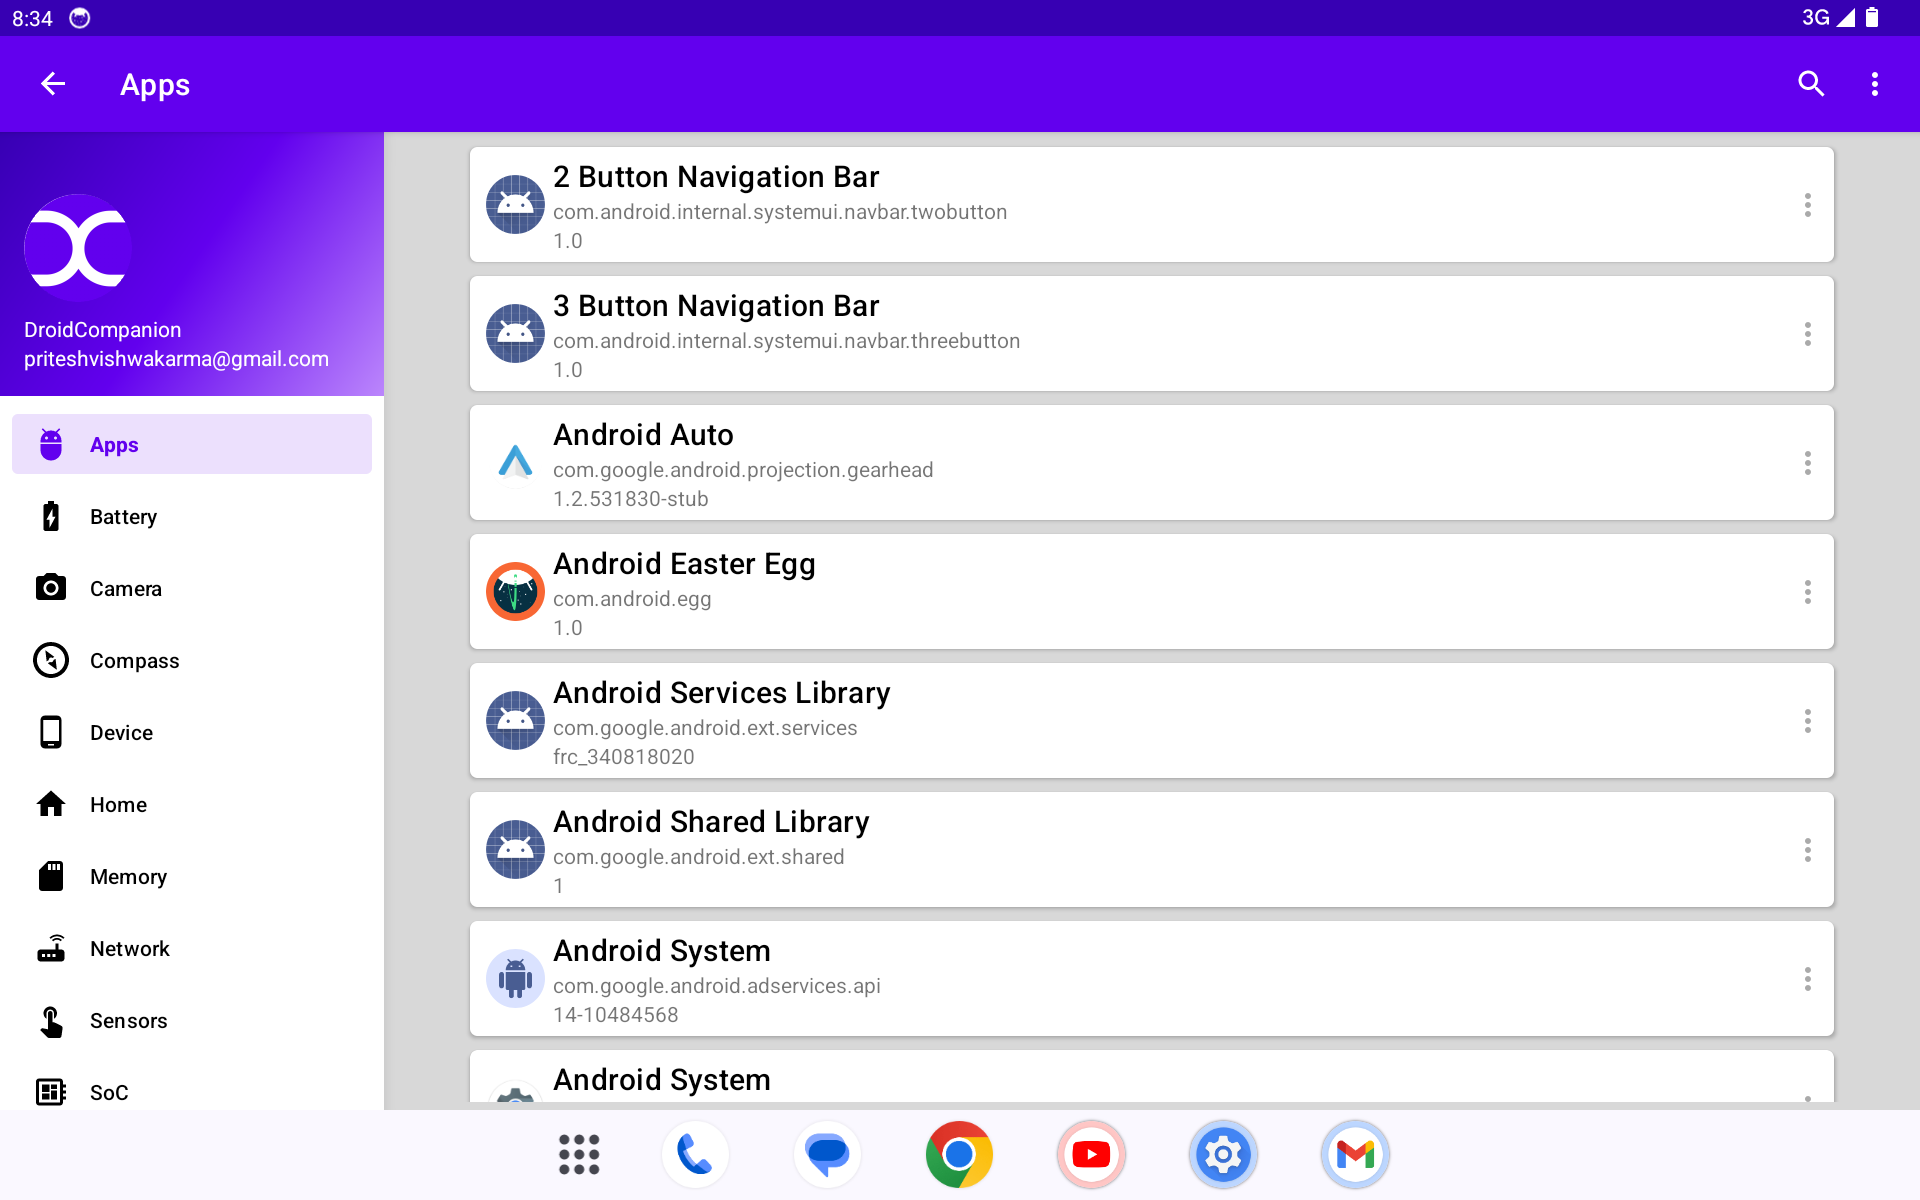 8:34
3G
Apps
DroidCompanion
priteshvishwakarma@gmail.com
Apps
Battery
Camera
Compass
Device
Home
Memory
Network
Sensors
SoC
2 Button Navigation Bar
com.android.internal.systemui.navbar.twobutton
1.0
3 Button Navigation Bar
com.android.internal.systemui.navbar.threebutton
1.0
Android Auto
com.google.android.projection.gearhead
1.2.531830-stub
Android Easter Egg
com.android.egg
1.0
Android Services Library
com.google.android.ext.services
frc_340818020
Android Shared Library
com.google.android.ext.shared
1
Android System
com.google.android.adservices.api
14-10484568
Android System